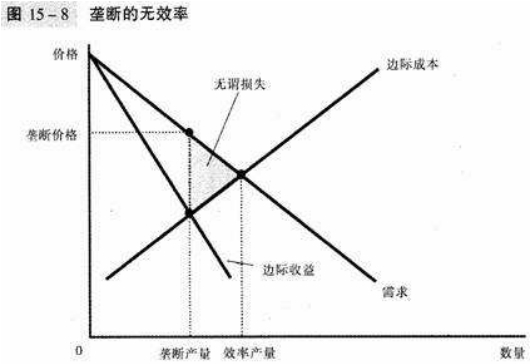 图 15-8 垄断的无效率
价格
边际成本
无谓损失
垄断价格
边际收益
需求
0
垄断产量
效率产量
数量